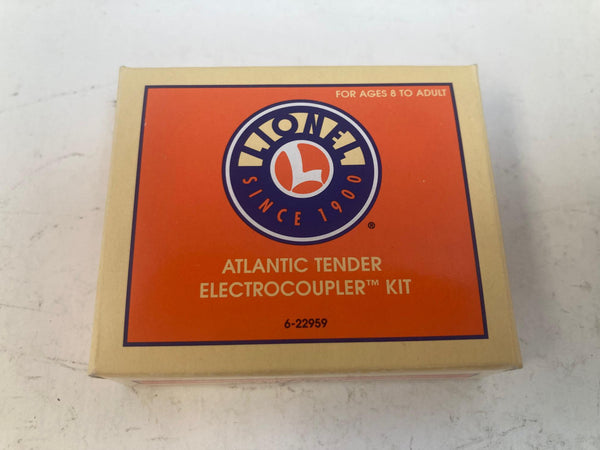 FOR AGES 8 TO ADULT
LIONEL
L
SINCE 1900
®
ATLANTIC TENDER
ELECTROCOUPLER™ KIT
6-22959